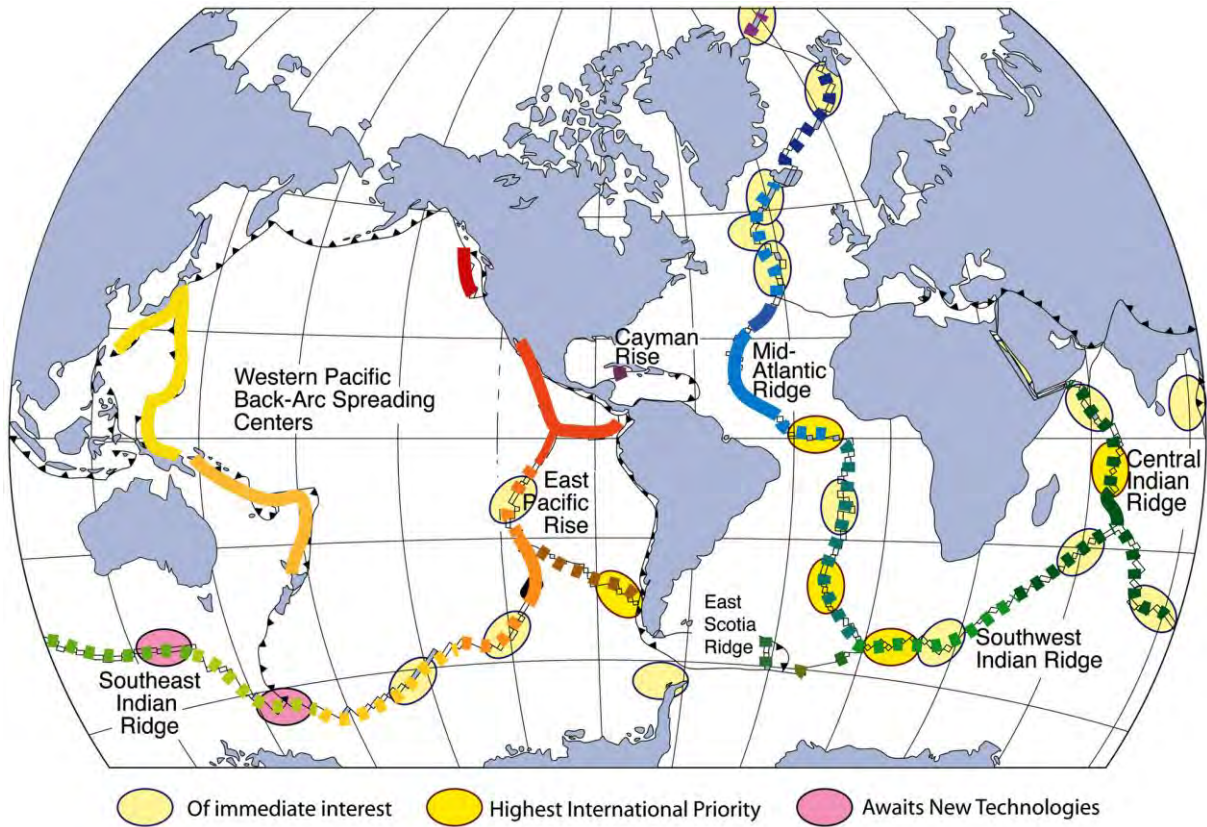 Cayman
Rise
Mid-
Atlantic
Ridge
Western Pacific
Back-Arc Spreading
Centers
East
Pacific
Rise
Central
Indian
Ridge
East
Scotia
Ridge
Southwest
Indian Ridge
Southeast
Indian
Ridge
Of immediate interest
Highest International Priority
Awaits New Technologies